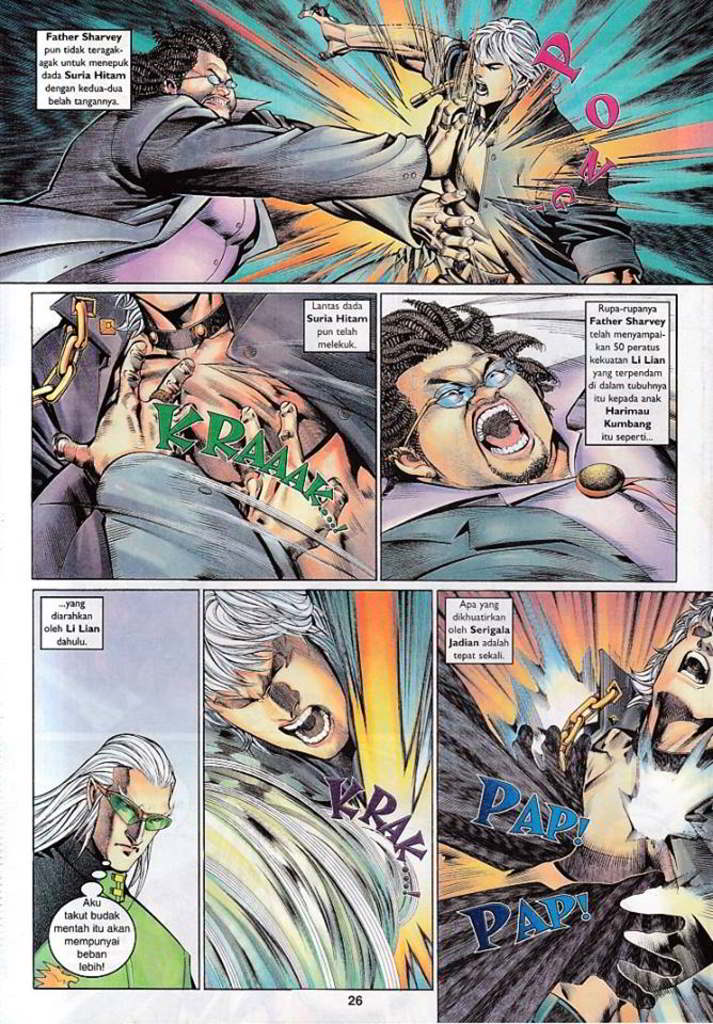 Father Sharvey
pun tidak teragak-
agak untuk menepuk
dada Suria Hitam
dengan kedua-dua
belah tangannya.
PONG
Lantas dada
Suria Hitam
pun telah
melekuk.
KRAAAK...!
Rupa-rupanya
Father Sharvey
telah menyampai-
kan 50 peratus
kekuatan Li Lian
yang terpendam
di dalam tubuhnya
itu kepada anak
Harimau
Kumbang
itu seperti...
...yang
diarahkan
oleh Li Lian
dahulu.
Aku
takut budak
mentah itu akan
mempunyai
beban
lebih!
KRAK...!
Apa yang
dikhuatirkan
oleh Serigala
Jadian adalah
tepat sekali.
PAP!
PAP!
26